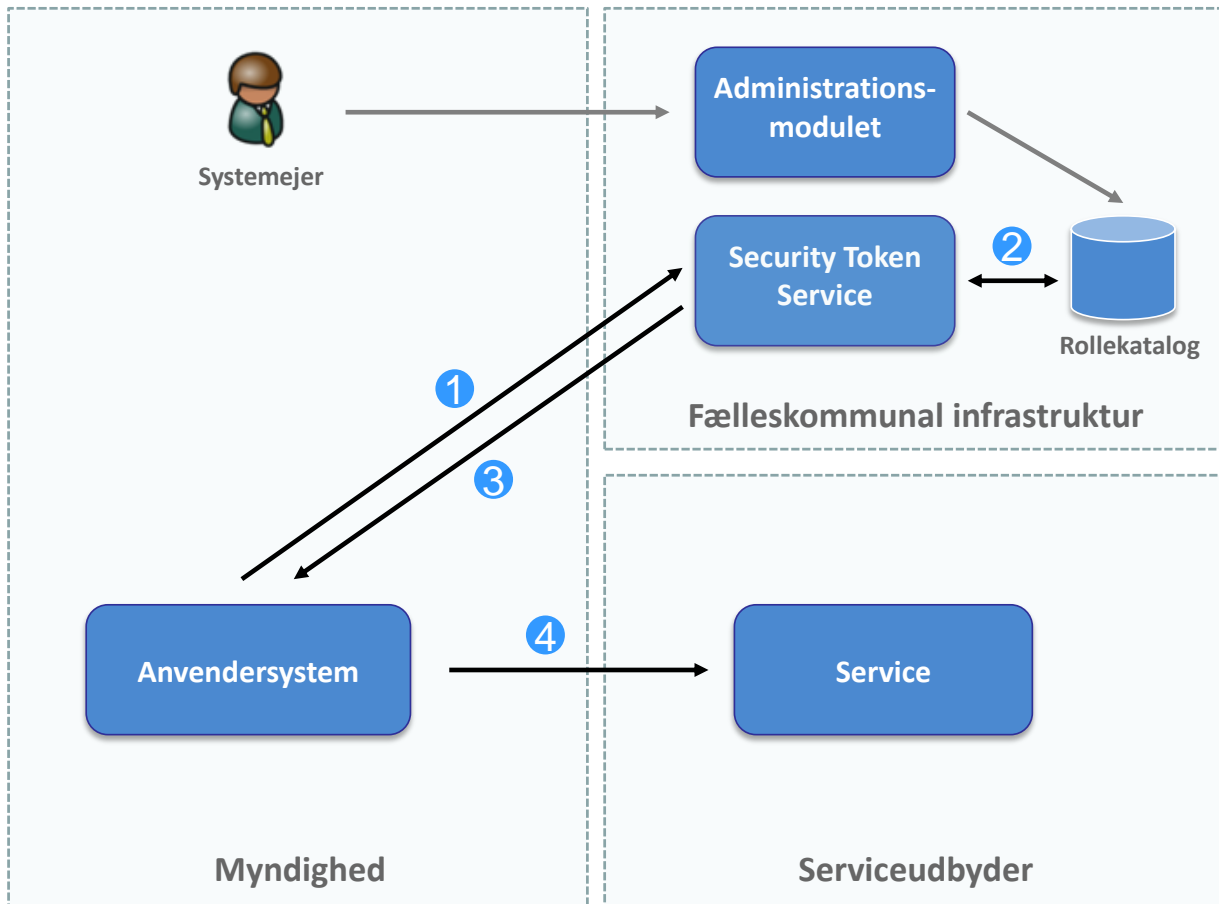 Administrations-
modulet
Systemejer
Security Token
Service
2
Rollekatalog
1
Fælleskommunal infrastruktur
3
4
Anvendersystem
Service
Myndighed
Serviceudbyder